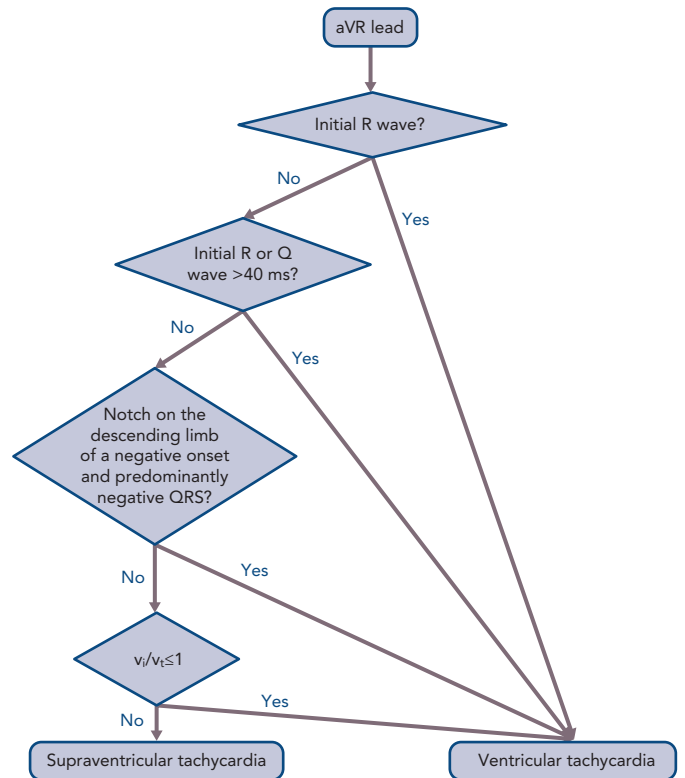 aVR lead
Initial R wave?
No
Yes
Initial R or Q
wave >40 ms?
No
Yes
Notch on the
descending limb
of a negative onset
and predominantly
negative QRS?
No
Yes
vᵢ/vₜ≤1
No
Yes
Supraventricular tachycardia
Ventricular tachycardia